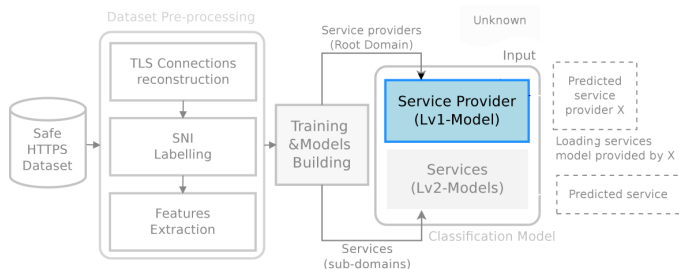 Dataset Pre-processing
Service providers
(Root Domain)
Unknown
Input
TLS Connections
reconstruction
Safe
HTTPS
Dataset
SNI
Labelling
Features
Extraction
Training
&Models
Building
Service Provider
(Lv1-Model)
Services
(Lv2-Models)
Predicted
service
provider X
Loading services
model provided by X
Predicted service
Classification Model
Services
(sub-domains)